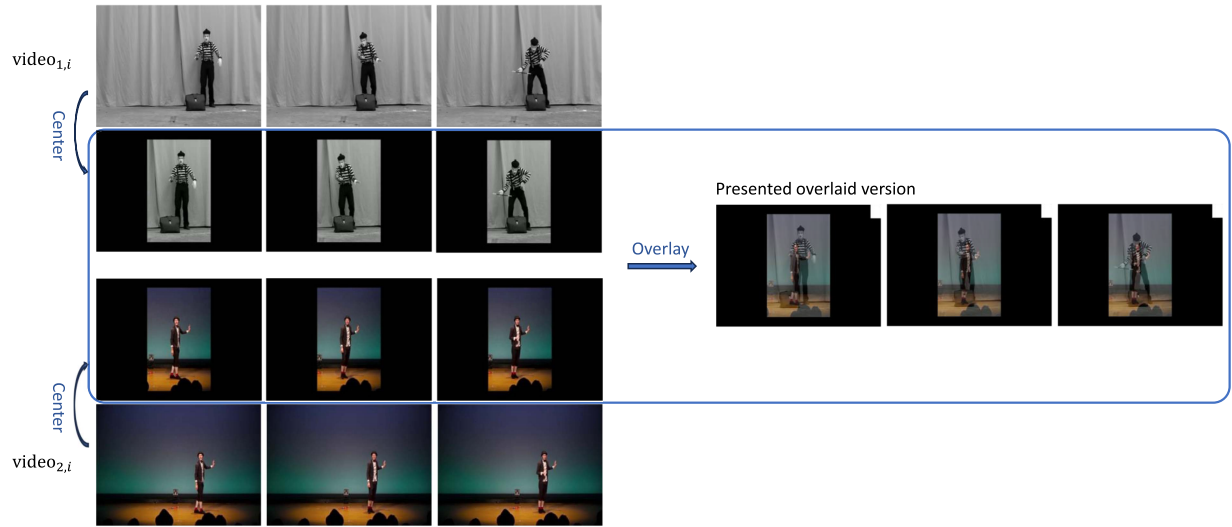 video₁,ᵢ
Center
Presented overlaid version
Overlay
Center
video₂,ᵢ